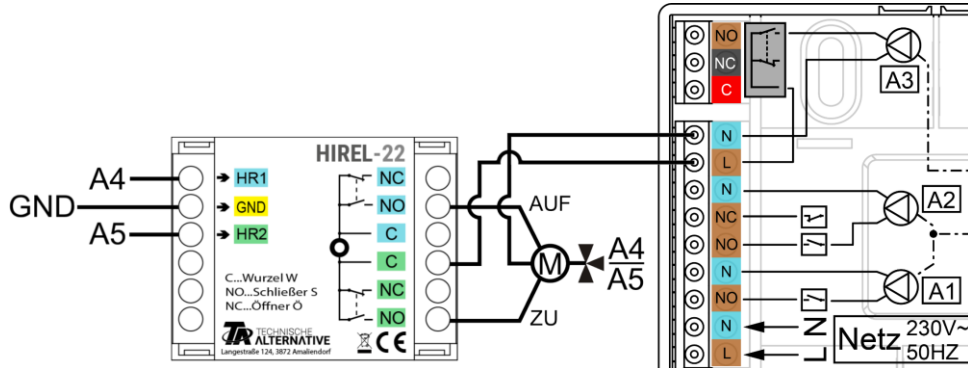 A4
GND
A5
HIREL-22
HR1
GND
HR2
NC
NO
C
C
NC
NO
C...Wurzel W
NO...Schließer S
NC...Öffner Ö
TA TECHNISCHE
ALTERNATIVE
Langestraße 124, 3872 Amaliendorf
CE
AUF
M
A4
A5
ZU
NO
NC
C
N
L
N
NC
NO
N
NO
N
L
A3
A2
A1
N
L
Netz 230V~
50HZ